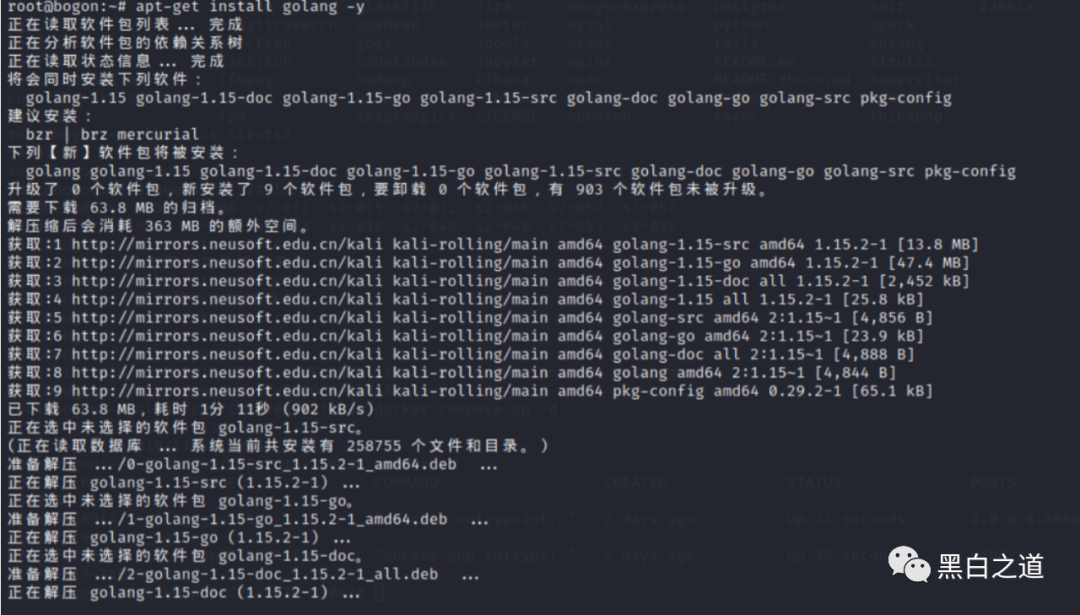 root@bogon:~# apt-get install golang -y
正在读取软件包列表... 完成
正在分析软件包的依赖关系树
正在读取状态信息... 完成
将会同时安装下列软件：
golang-1.15 golang-1.15-doc golang-1.15-go golang-1.15-src golang-doc golang-go golang-src pkg-config
建议安装：
bzr | brz mercurial
下列【新】软件包将被安装：
golang golang-1.15 golang-1.15-doc golang-1.15-go golang-1.15-src golang-doc golang-go golang-src pkg-config
升级了 0 个软件包，新安装了 9 个软件包，要卸载 0 个软件包，有 903 个软件包未被升级。
需要下载 63.8 MB 的归档。
解压缩后会消耗 363 MB 的额外空间。
获取:1 http://mirrors.neusoft.edu.cn/kali kali-rolling/main amd64 golang-1.15-src amd64 1.15.2-1 [13.8 MB]
获取:2 http://mirrors.neusoft.edu.cn/kali kali-rolling/main amd64 golang-1.15-go amd64 1.15.2-1 [47.4 MB]
获取:3 http://mirrors.neusoft.edu.cn/kali kali-rolling/main amd64 golang-1.15-doc all 1.15.2-1 [2,452 kB]
获取:4 http://mirrors.neusoft.edu.cn/kali kali-rolling/main amd64 golang-1.15 all 1.15.2-1 [25.8 kB]
获取:5 http://mirrors.neusoft.edu.cn/kali kali-rolling/main amd64 golang-src amd64 2:1.15~1 [4,856 B]
获取:6 http://mirrors.neusoft.edu.cn/kali kali-rolling/main amd64 golang-go amd64 2:1.15~1 [23.9 kB]
获取:7 http://mirrors.neusoft.edu.cn/kali kali-rolling/main amd64 golang-doc all 2:1.15~1 [4,888 B]
获取:8 http://mirrors.neusoft.edu.cn/kali kali-rolling/main amd64 golang amd64 2:1.15~1 [4,844 B]
获取:9 http://mirrors.neusoft.edu.cn/kali kali-rolling/main amd64 pkg-config amd64 0.29.2-1 [65.1 kB]
已下载 63.8 MB，耗时 1分 11秒 (902 kB/s)
正在选中未选择的软件包 golang-1.15-src。
(正在读取数据库 ... 系统当前共安装有 258755 个文件和目录。)
准备解压 .../0-golang-1.15-src_1.15.2-1_amd64.deb ...
正在解压 golang-1.15-src (1.15.2-1) ...
正在选中未选择的软件包 golang-1.15-go。
准备解压 .../1-golang-1.15-go_1.15.2-1_amd64.deb ...
正在解压 golang-1.15-go (1.15.2-1) ...
正在选中未选择的软件包 golang-1.15-doc。
准备解压 .../2-golang-1.15-doc_1.15.2-1_all.deb ...
正在解压 golang-1.15-doc (1.15.2-1) ...
黑白之道